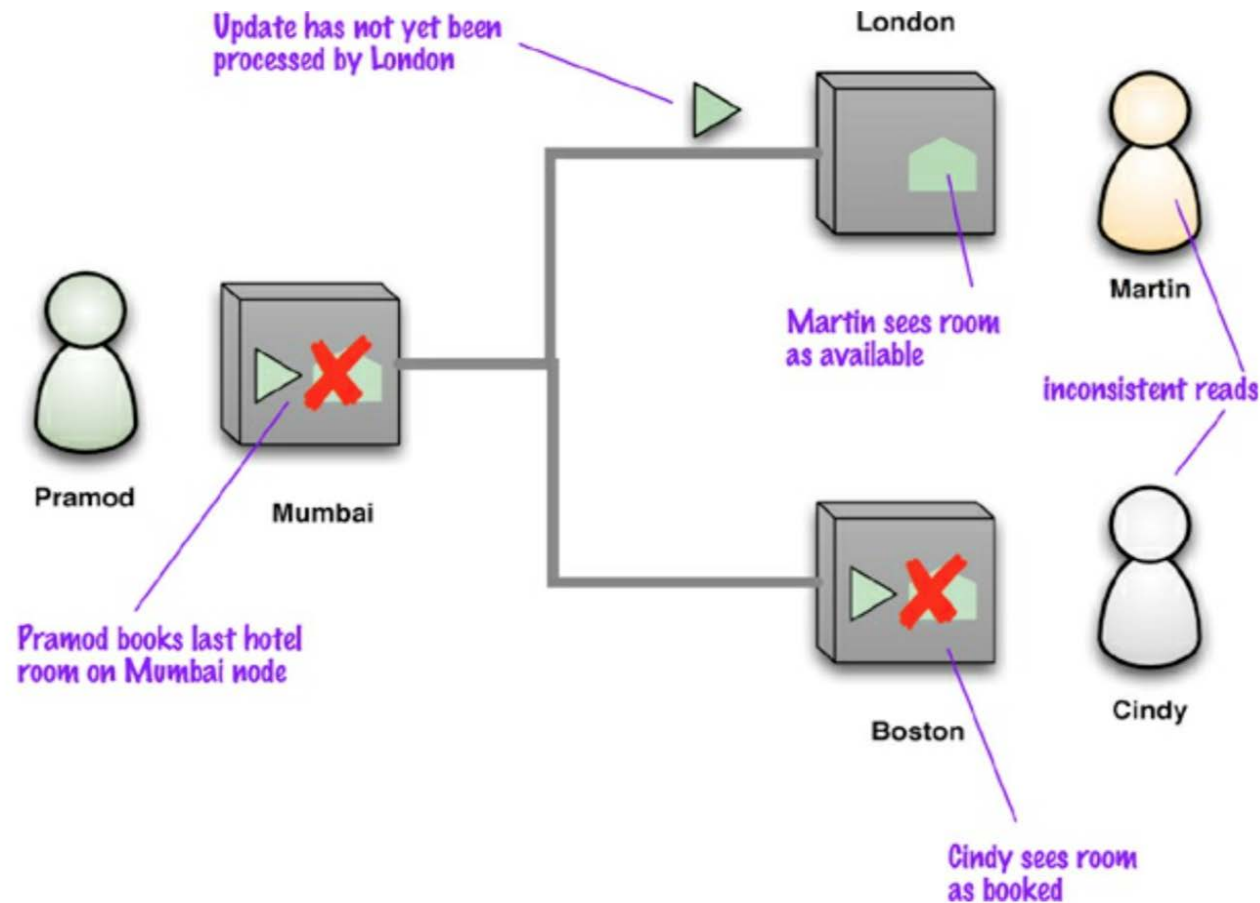 Update has not yet been
processed by London
London
Martin
Martin sees room
as available
inconsistent reads
Pramod
Mumbai
Pramod books last hotel
room on Mumbai node
Boston
Cindy
Cindy sees room
as booked